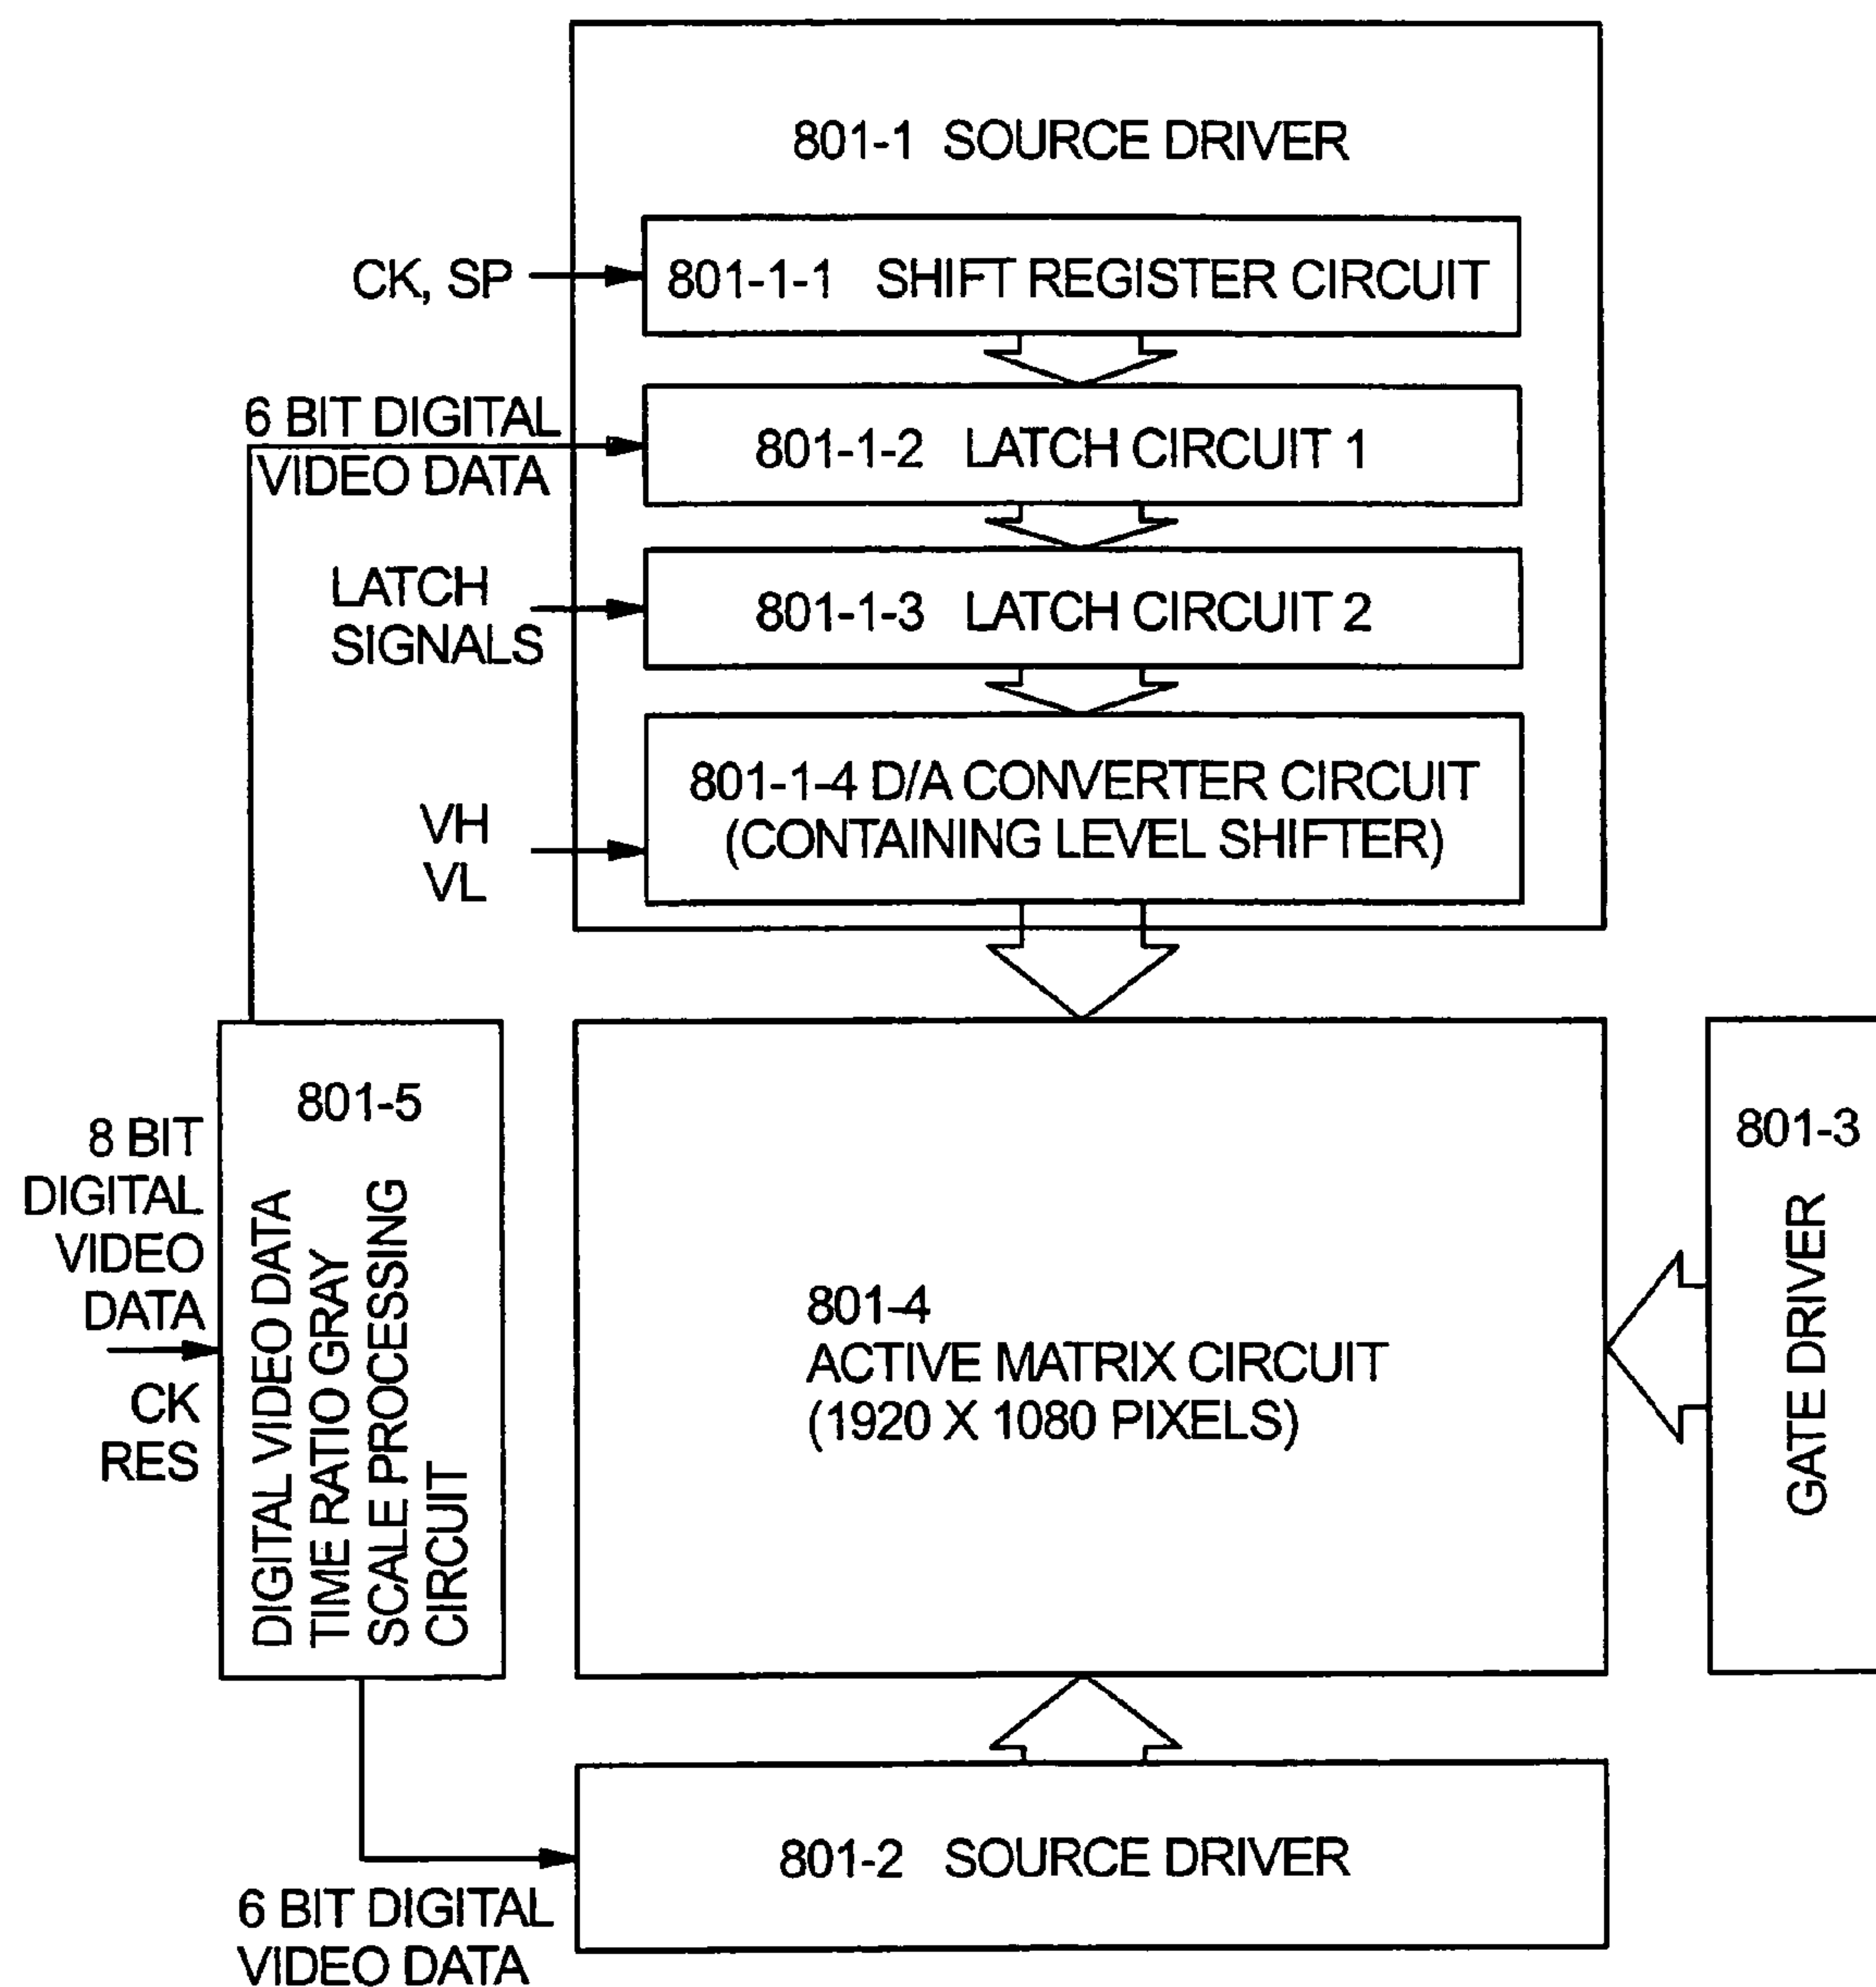 801-1 SOURCE DRIVER
CK, SP
801-1-1 SHIFT REGISTER CIRCUIT
6 BIT DIGITAL
VIDEO DATA
801-1-2 LATCH CIRCUIT 1
LATCH
SIGNALS
801-1-3 LATCH CIRCUIT 2
VH
VL
801-1-4 D/A CONVERTER CIRCUIT
(CONTAINING LEVEL SHIFTER)
8 BIT
DIGITAL
VIDEO
DATA
CK
RES
801-5
DIGITAL VIDEO DATA
TIME RATIO GRAY
SCALE PROCESSING
CIRCUIT
801-4
ACTIVE MATRIX CIRCUIT
(1920 X 1080 PIXELS)
801-3
GATE DRIVER
801-2 SOURCE DRIVER
6 BIT DIGITAL
VIDEO DATA